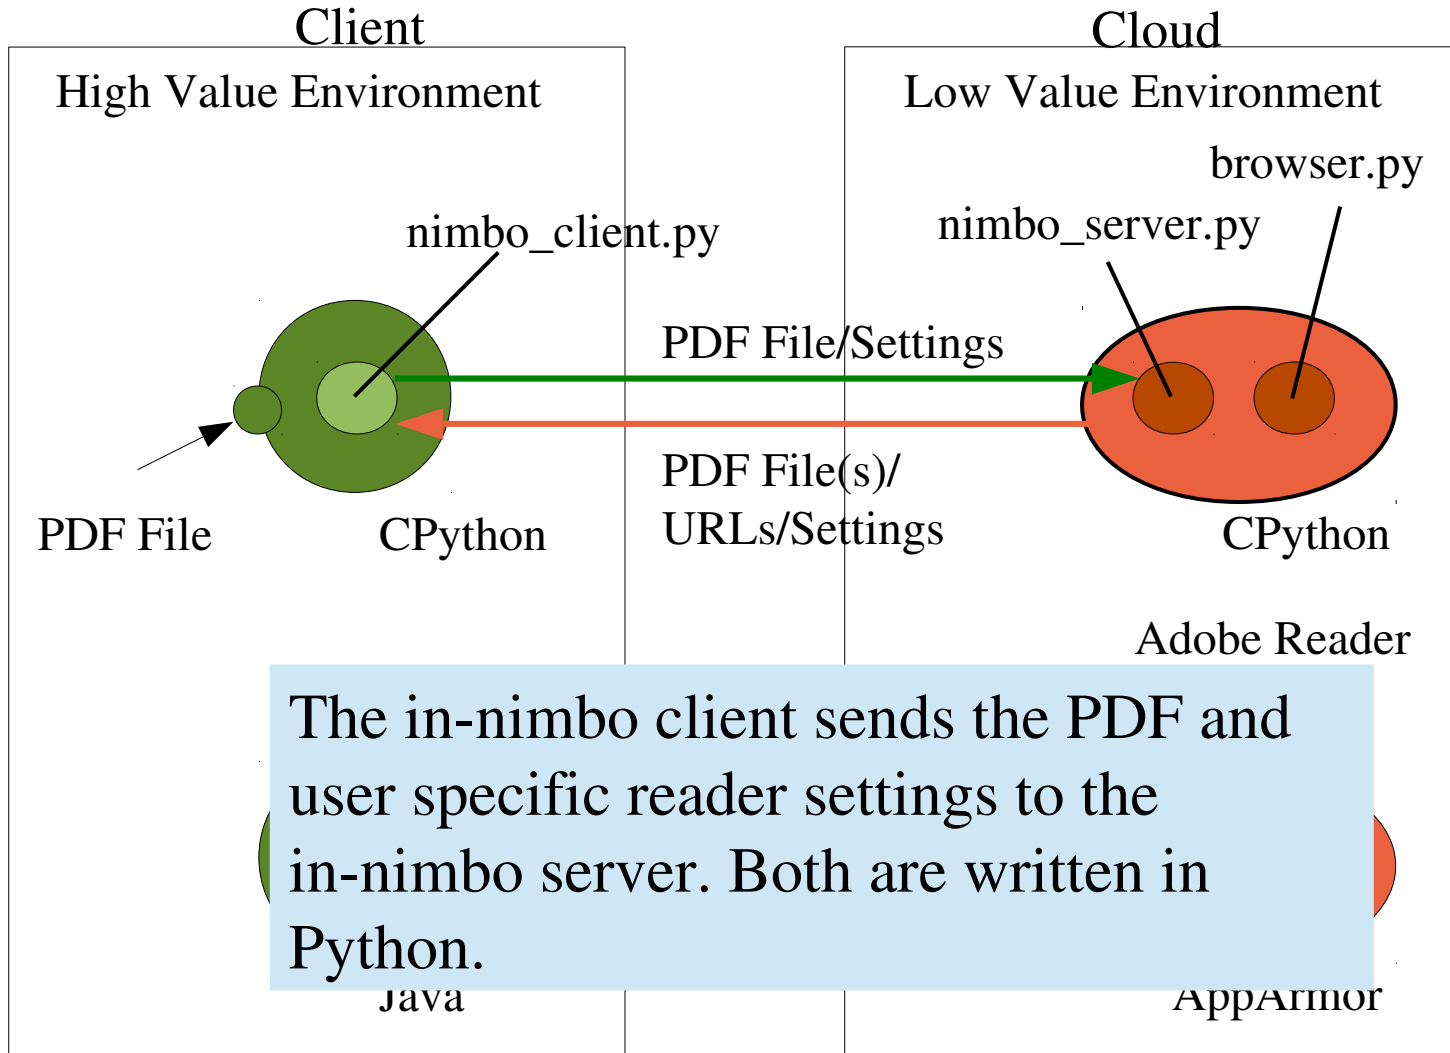 Client
Cloud
High Value Environment
Low Value Environment
browser.py
nimbo_client.py
nimbo_server.py
PDF File/Settings
PDF File(s)/
URLs/Settings
PDF File
CPython
CPython
Adobe Reader
The in-nimbo client sends the PDF and
user specific reader settings to the
in-nimbo server. Both are written in
Python.
Java
AppArmor